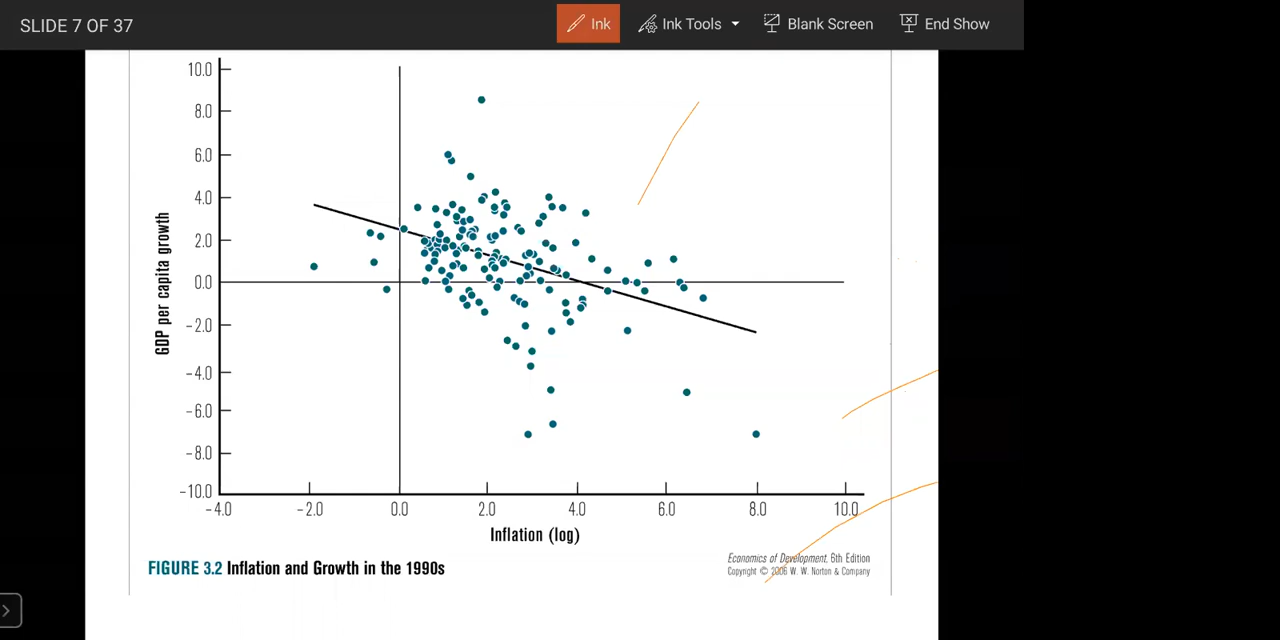 SLIDE 7 OF 37
Ink
Ink Tools
Blank Screen
End Show
10.0
8.0
6.0
4.0
2.0
0.0
−2.0
−4.0
−6.0
−8.0
−10.0
GDP per capita growth
−4.0
−2.0
0.0
2.0
4.0
6.0
8.0
10.0
Inflation (log)
FIGURE 3.2 Inflation and Growth in the 1990s
Economics of Development, 6th Edition
Copyright © 2006 W. W. Norton & Company